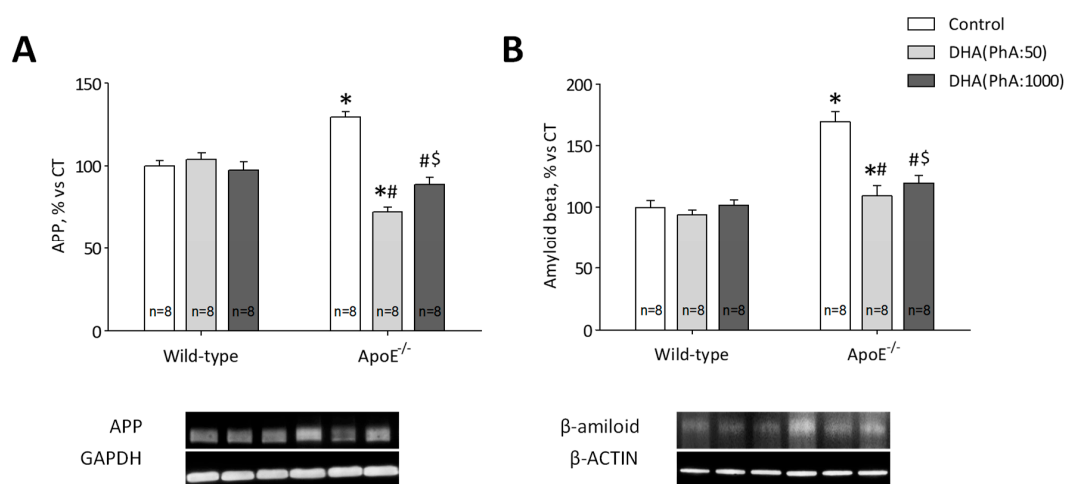 Control
DHA(PhA:50)
DHA(PhA:1000)
A
APP, % vs CT
150
100
50
0
*
*#
#$
n=8 n=8 n=8 n=8 n=8 n=8
Wild-type ApoE-/-
APP
GAPDH
B
Amyloid beta, % vs CT
200
150
100
50
0
*
*#
#$
n=8 n=8 n=8 n=8 n=8 n=8
Wild-type ApoE-/-
β-amiloid
β-ACTIN